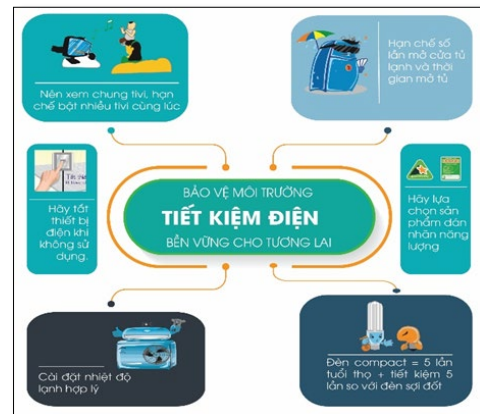 Nên xem chung tivi, hạn
chế bật nhiều tivi cùng lúc
Hạn chế số
lần mở cửa tủ
lạnh và thời
gian mở tủ
Hãy tắt
thiết bị
điện khi
không sử
dụng.
BẢO VỆ MÔI TRƯỜNG
TIẾT KIỆM ĐIỆN
BỀN VỮNG CHO TƯƠNG LAI
Hãy lựa
chọn sản
phẩm dán
nhãn năng
lượng
Cài đặt nhiệt độ
lạnh hợp lý
Đèn compact = 5 lần
tuổi thọ + tiết kiệm 5
lần so với đèn sợi đốt